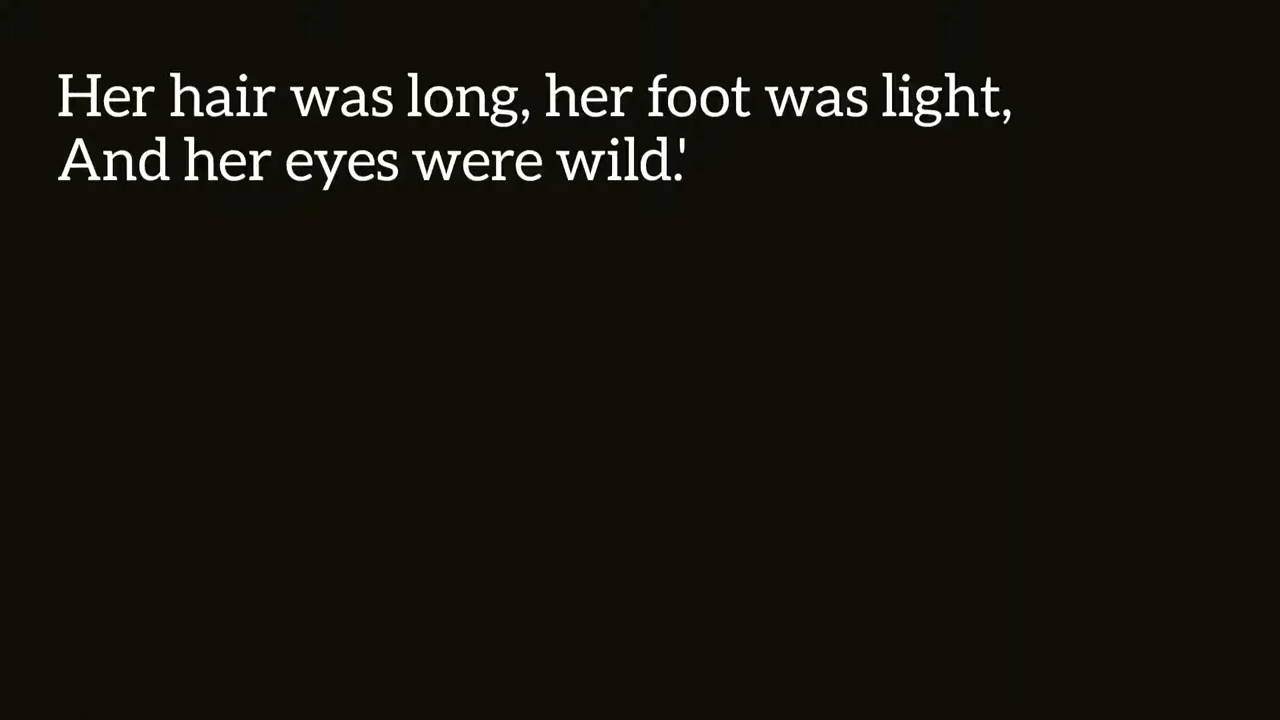 Her hair was long, her foot was light,
And her eyes were wild.'